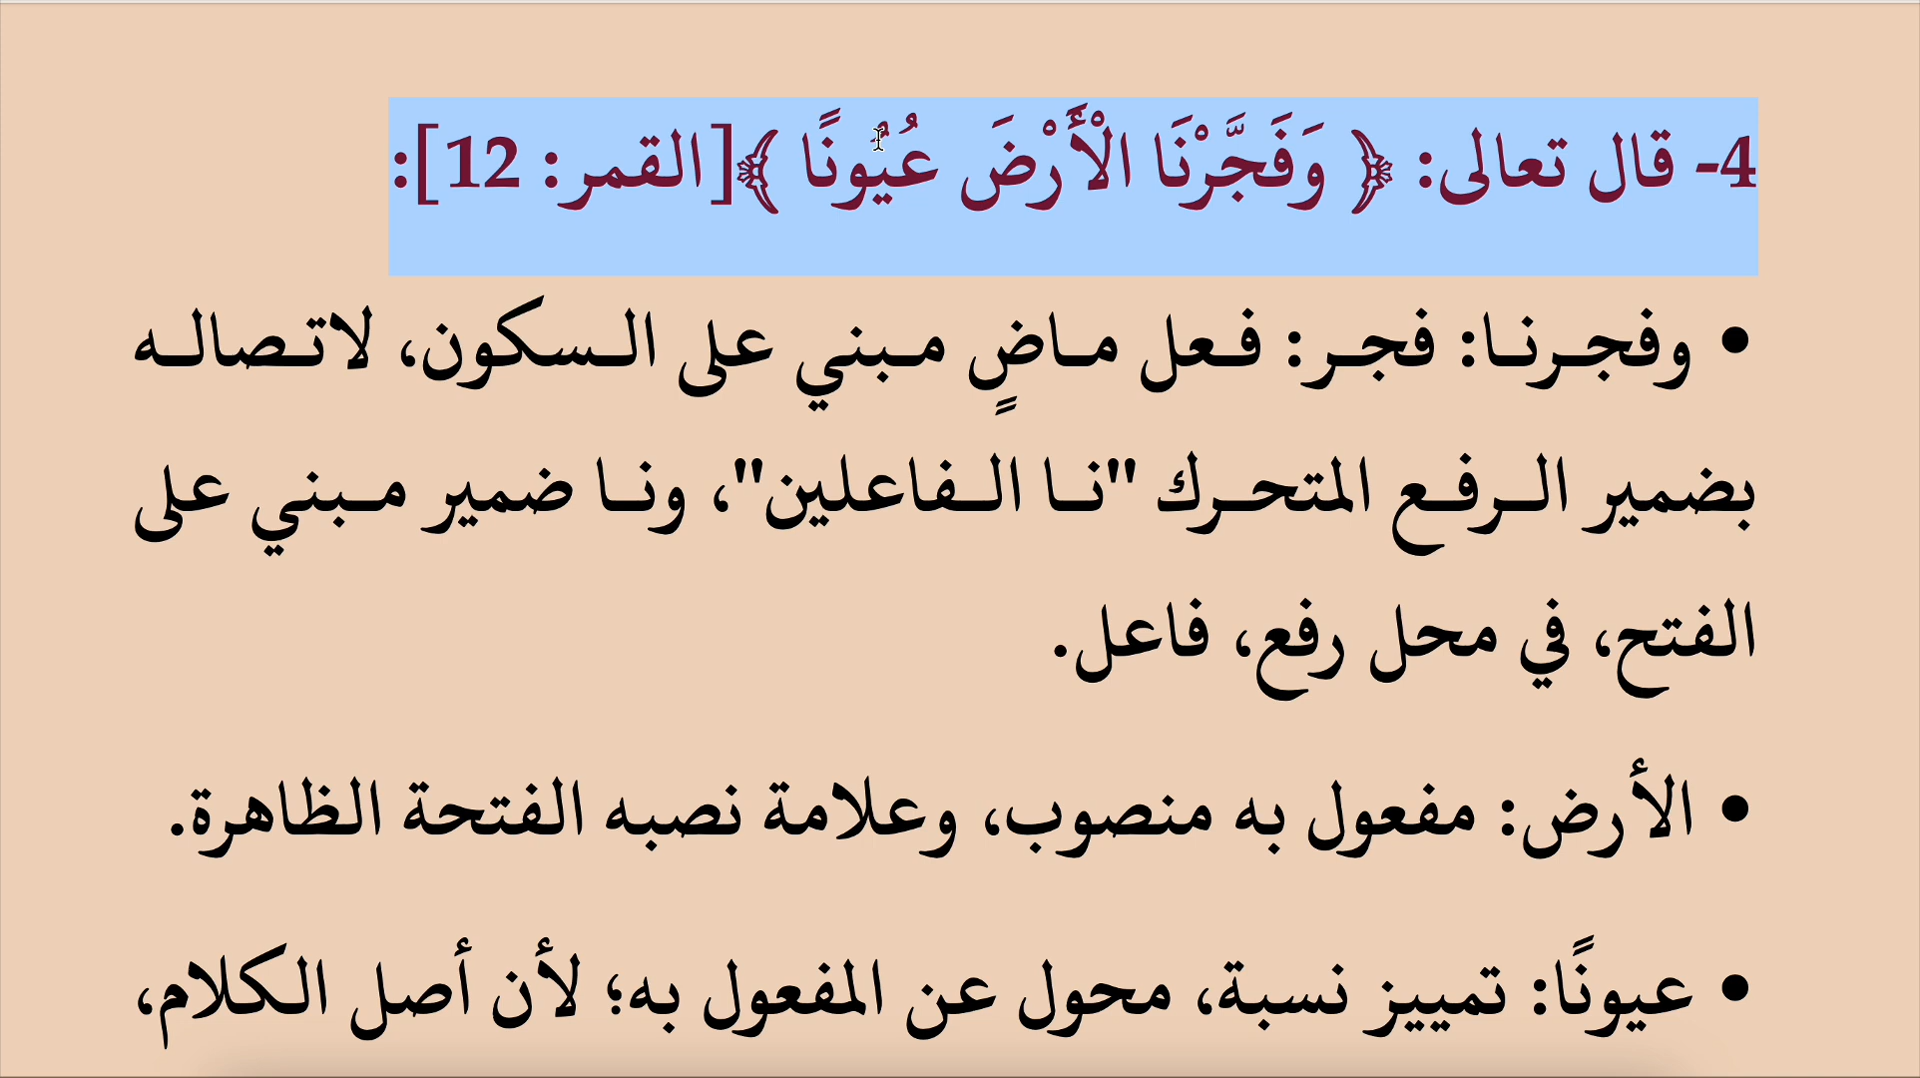 4- قال تعالى: ﴿ وَفَجَّرْنَا الْأَرْضَ عُيُونًا ﴾[القمر: 12]:
• وفجرنا: فجر: فعل ماضٍ مبني على السكون، لاتصاله
بضمير الرفع المتحرك "نا الفاعلين"، ونا ضمير مبني على
الفتح، في محل رفع، فاعل.
• الأرض: مفعول به منصوب، وعلامة نصبه الفتحة الظاهرة.
• عيونًا: تمييز نسبة، محول عن المفعول به؛ لأن أصل الكلام،